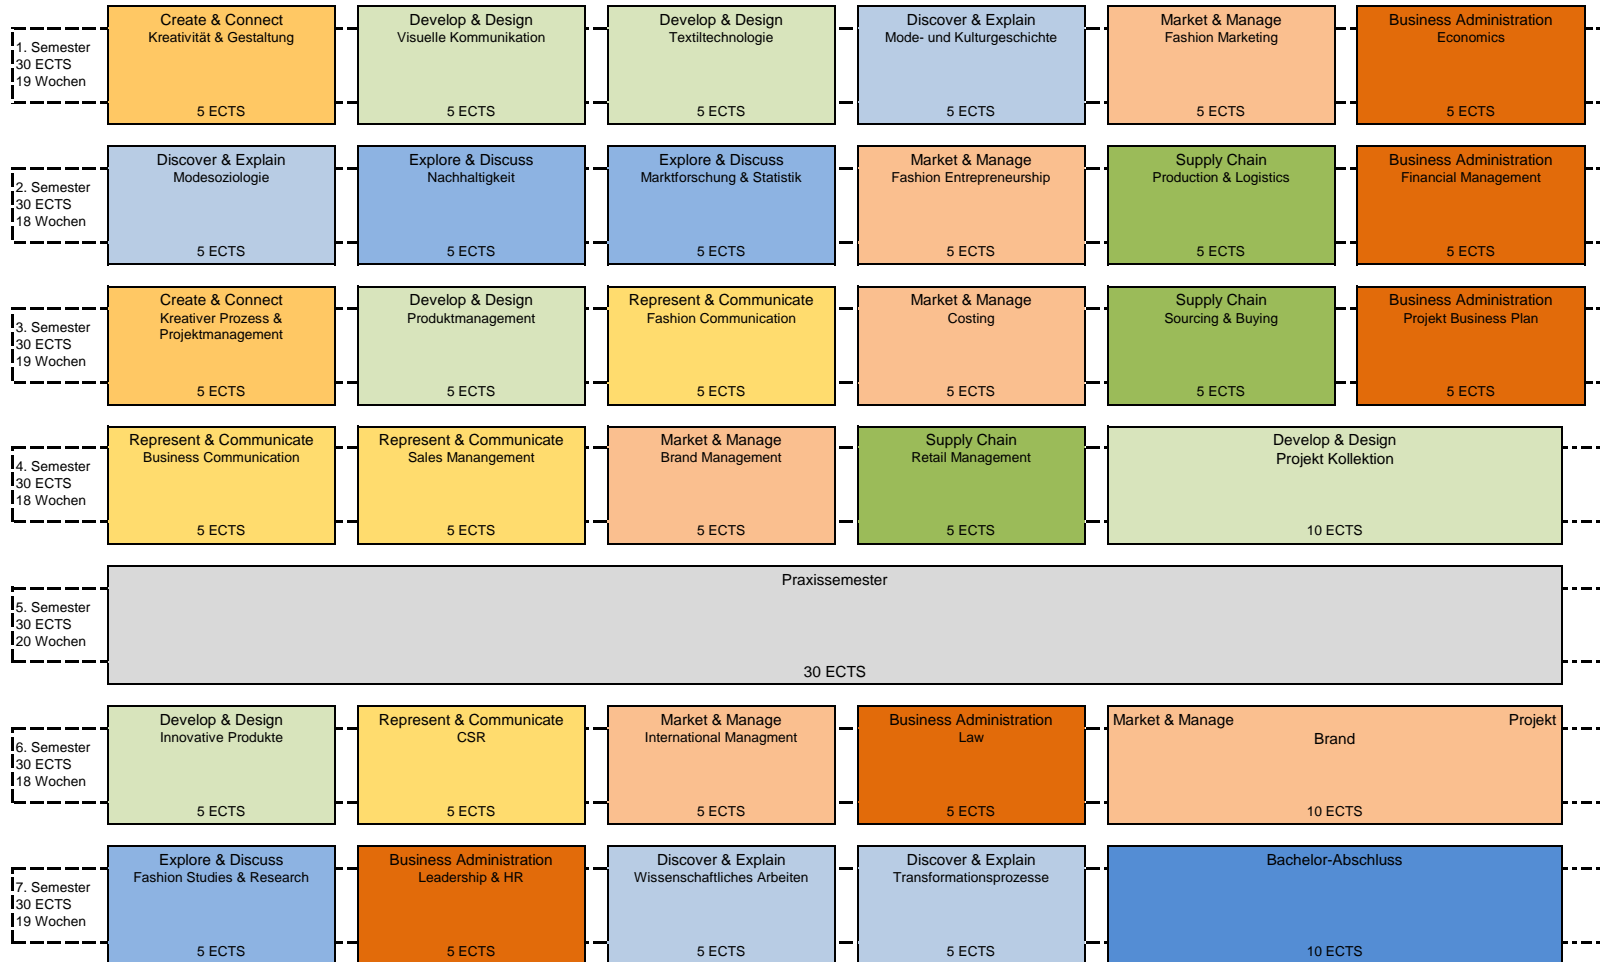 1. Semester
30 ECTS
19 Wochen
Create & Connect
Kreativität & Gestaltung
5 ECTS
Develop & Design
Visuelle Kommunikation
5 ECTS
Develop & Design
Textiltechnologie
5 ECTS
Discover & Explain
Mode- und Kulturgeschichte
5 ECTS
Market & Manage
Fashion Marketing
5 ECTS
Business Administration
Economics
5 ECTS
2. Semester
30 ECTS
18 Wochen
Discover & Explain
Modesoziologie
5 ECTS
Explore & Discuss
Nachhaltigkeit
5 ECTS
Explore & Discuss
Marktforschung & Statistik
5 ECTS
Market & Manage
Fashion Entrepreneurship
5 ECTS
Supply Chain
Production & Logistics
5 ECTS
Business Administration
Financial Management
5 ECTS
3. Semester
30 ECTS
19 Wochen
Create & Connect
Kreativer Prozess &
Projektmanagement
5 ECTS
Develop & Design
Produktmanagement
5 ECTS
Represent & Communicate
Fashion Communication
5 ECTS
Market & Manage
Costing
5 ECTS
Supply Chain
Sourcing & Buying
5 ECTS
Business Administration
Projekt Business Plan
5 ECTS
4. Semester
30 ECTS
18 Wochen
Represent & Communicate
Business Communication
5 ECTS
Represent & Communicate
Sales Manangement
5 ECTS
Market & Manage
Brand Management
5 ECTS
Supply Chain
Retail Management
5 ECTS
Develop & Design
Projekt Kollektion
10 ECTS
5. Semester
30 ECTS
20 Wochen
Praxissemester
30 ECTS
6. Semester
30 ECTS
18 Wochen
Develop & Design
Innovative Produkte
5 ECTS
Represent & Communicate
CSR
5 ECTS
Market & Manage
International Managment
5 ECTS
Business Administration
Law
5 ECTS
Market & Manage Projekt
Brand
10 ECTS
7. Semester
30 ECTS
19 Wochen
Explore & Discuss
Fashion Studies & Research
5 ECTS
Business Administration
Leadership & HR
5 ECTS
Discover & Explain
Wissenschaftliches Arbeiten
5 ECTS
Discover & Explain
Transformationsprozesse
5 ECTS
Bachelor-Abschluss
10 ECTS